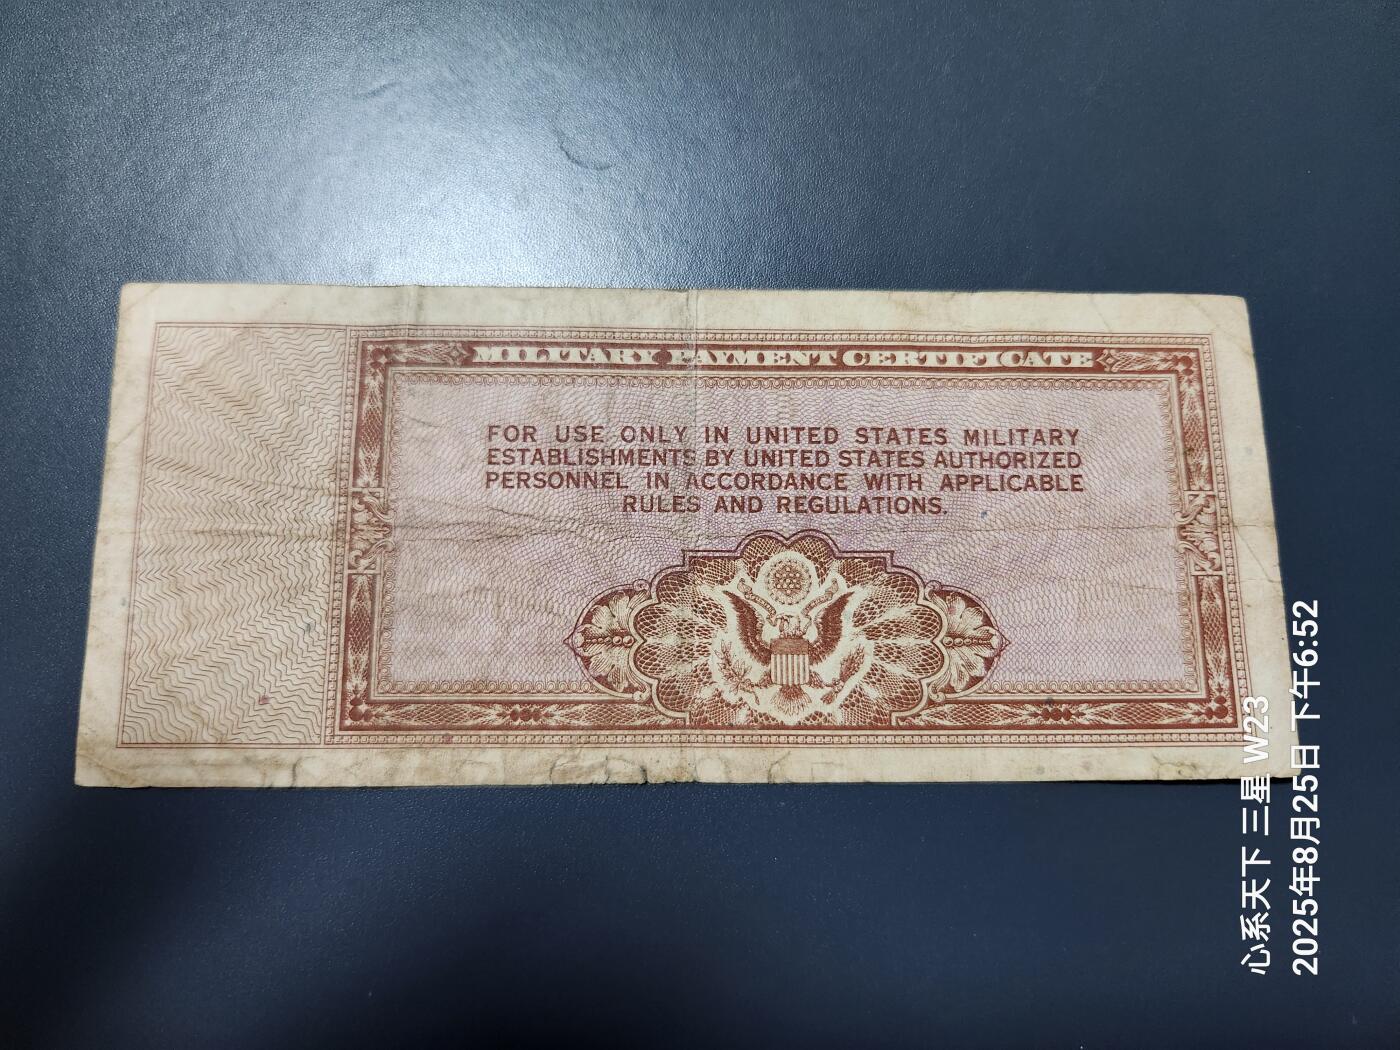 MILITARY PAYMENT CERTIFICATE
FOR USE ONLY IN UNITED STATES MILITARY
ESTABLISHMENTS BY UNITED STATES AUTHORIZED
PERSONNEL IN ACCORDANCE WITH APPLICABLE
RULES AND REGULATIONS.
心系天下 三星 W23
2025年8月25日 下午6:52